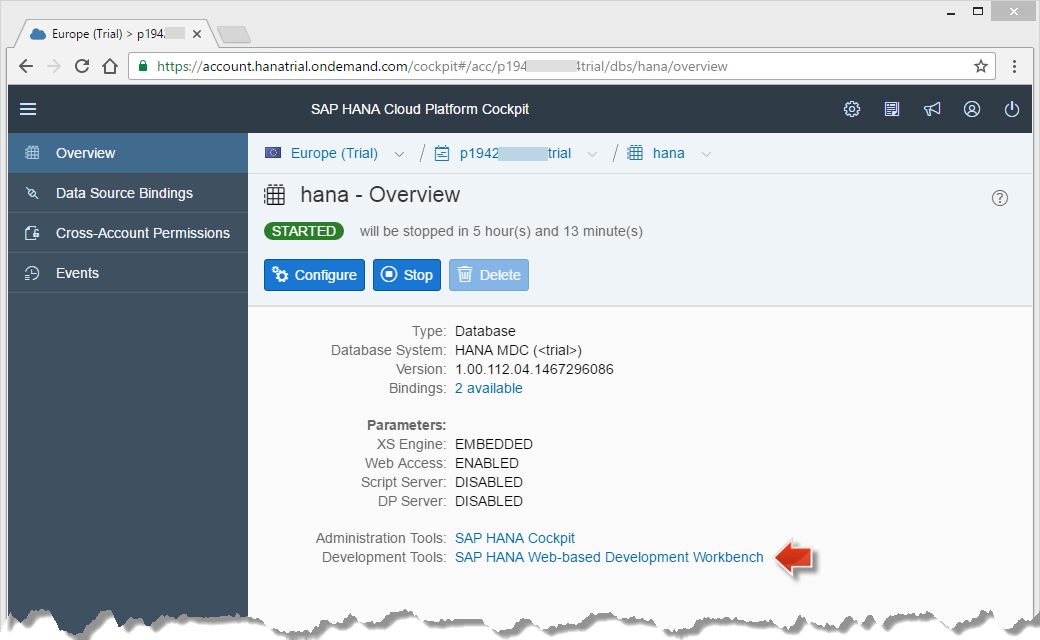 Europe (Trial) > p194
https://account.hanatrial.ondemand.com/cockpit#/acc/p194 4trial/dbs/hana/overview
SAP HANA Cloud Platform Cockpit
Overview
Data Source Bindings
Cross-Account Permissions
Events
Europe (Trial) / p1942 trial / hana
hana - Overview
STARTED will be stopped in 5 hour(s) and 13 minute(s)
Configure Stop Delete
Type: Database
Database System: HANA MDC (<trial>)
Version: 1.00.112.04.1467296086
Bindings: 2 available
Parameters:
XS Engine: EMBEDDED
Web Access: ENABLED
Script Server: DISABLED
DP Server: DISABLED
Administration Tools: SAP HANA Cockpit
Development Tools: SAP HANA Web-based Development Workbench